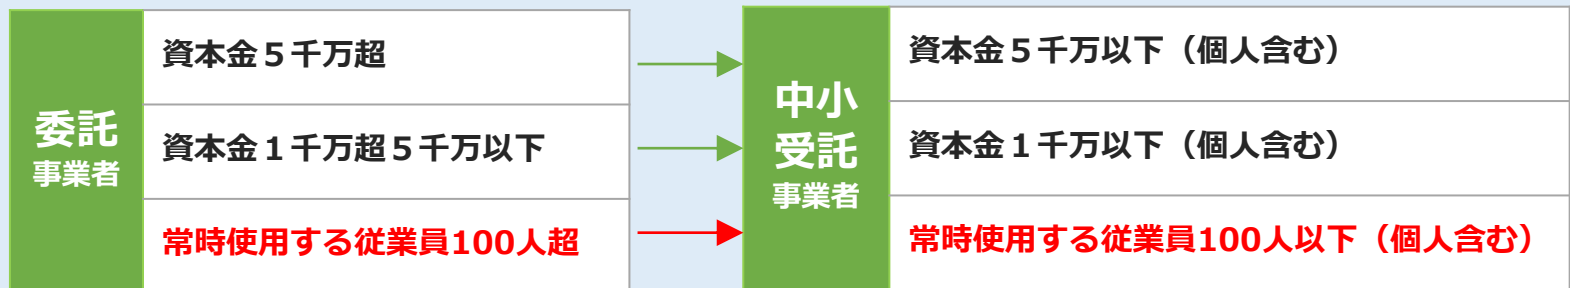 委託
事業者
資本金５千万超
資本金１千万超５千万以下
常時使用する従業員100人超
中小
受託
事業者
資本金５千万以下（個人含む）
資本金１千万以下（個人含む）
常時使用する従業員100人以下（個人含む）